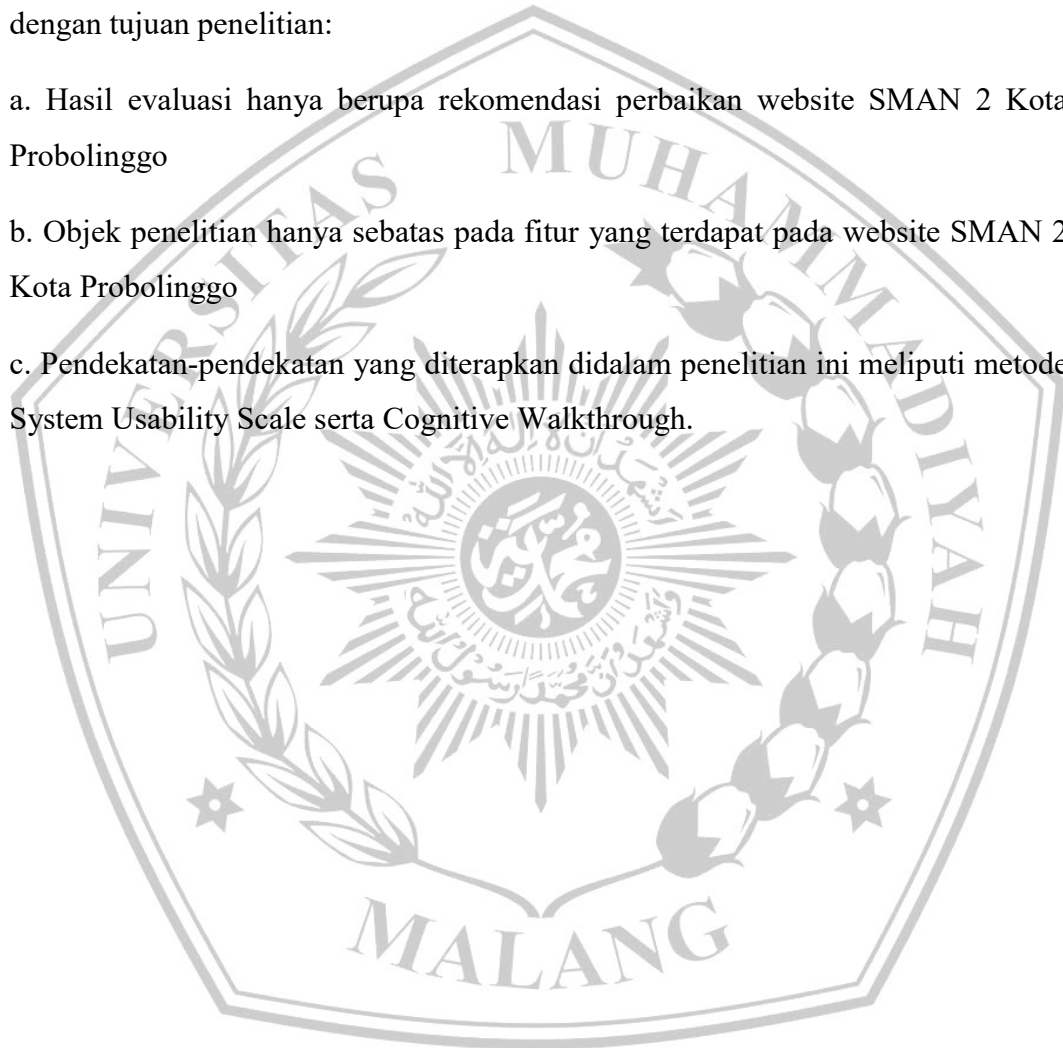 dengan tujuan penelitian:
a. Hasil evaluasi hanya berupa rekomendasi perbaikan website SMAN 2 Kota
Probolinggo
b. Objek penelitian hanya sebatas pada fitur yang terdapat pada website SMAN 2
Kota Probolinggo
c. Pendekatan-pendekatan yang diterapkan didalam penelitian ini meliputi metode
System Usability Scale serta Cognitive Walkthrough.
UNIVERSITAS MUHAMMADIYAH
MALANG